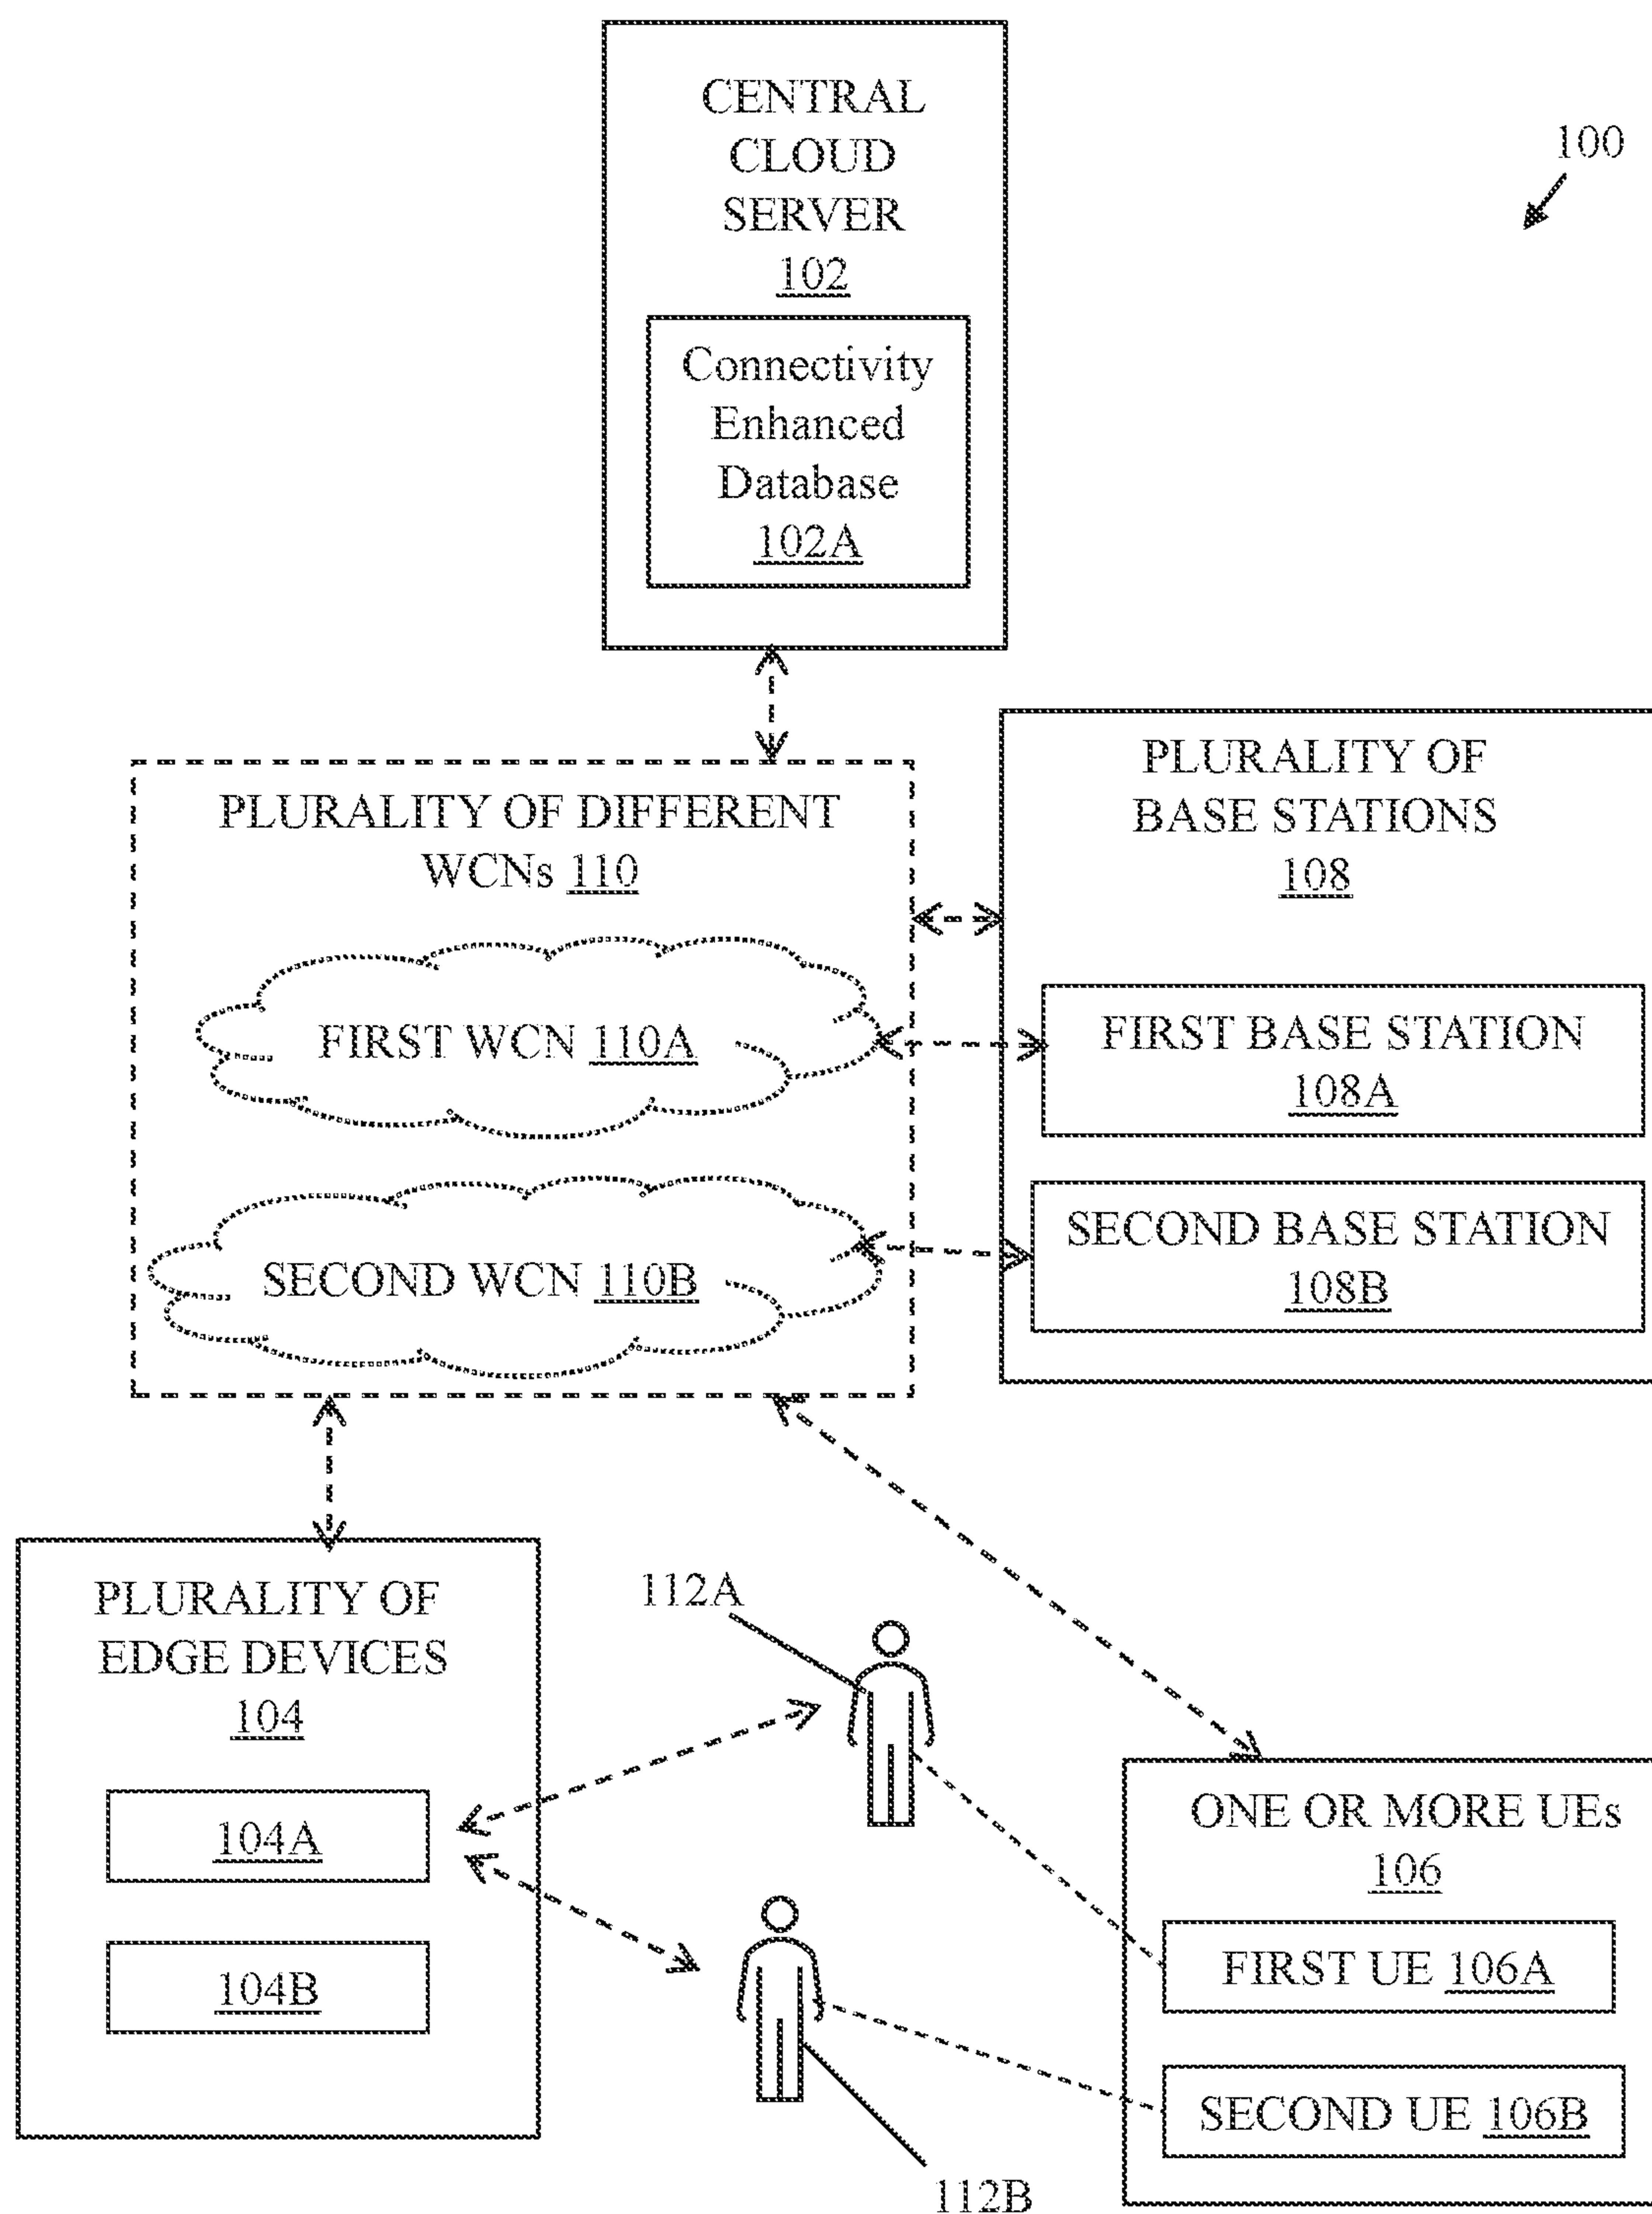 CENTRAL
CLOUD
SERVER
102
100
Connectivity
Enhanced
Database
102A
PLURALITY OF DIFFERENT
WCNs 110
PLURALITY OF
BASE STATIONS
108
FIRST WCN 110A
FIRST BASE STATION
108A
SECOND WCN 110B
SECOND BASE STATION
108B
PLURALITY OF
EDGE DEVICES
104
104A
104B
112A
112B
ONE OR MORE UEs
106
FIRST UE 106A
SECOND UE 106B